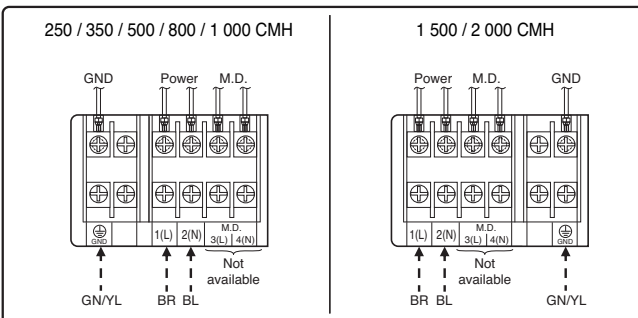 250 / 350 / 500 / 800 / 1 000 CMH
GND Power M.D.
GND 1(L) 2(N) M.D.
3(L) 4(N)
Not
available
GN/YL BR BL
1 500 / 2 000 CMH
Power M.D. GND
1(L) 2(N) M.D.
3(L) 4(N) GND
Not
available
BR BL GN/YL